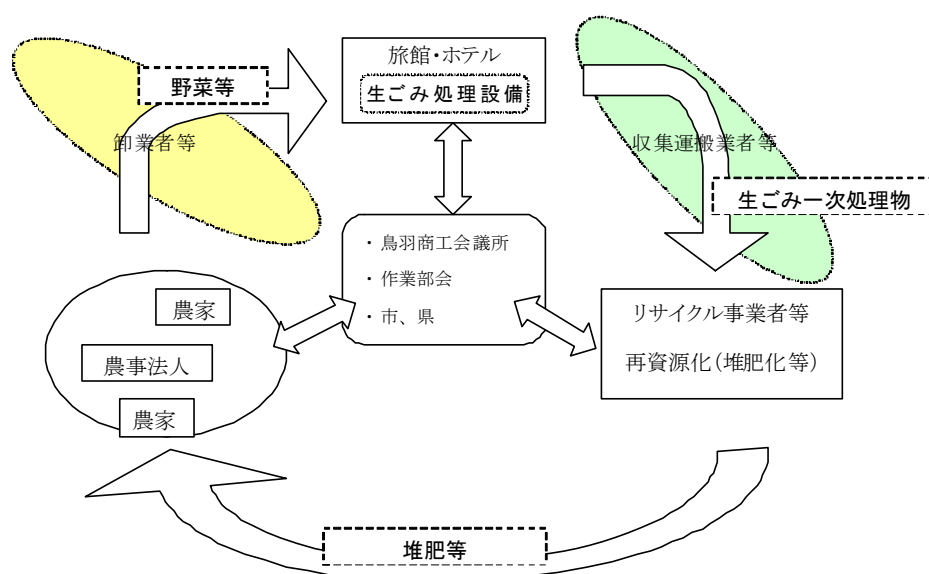 旅館・ホテル
生ごみ処理設備
野菜等
卸業者等
収集運搬業者等
生ごみ一次処理物
・ 鳥羽商工会議所
・ 作業部会
・ 市、県
農家
農事法人
農家
リサイクル事業者等
再資源化(堆肥化等)
堆肥等